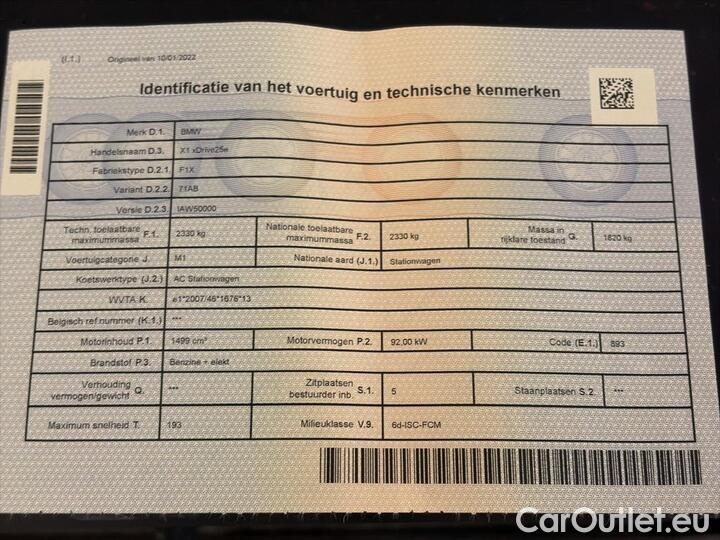 (I.1.) Origineel van 10/01/2022
Identificatie van het voertuig en technische kenmerken
Merk D.1. BMW
Handelsnaam D.3. X1 xDrive25e
Fabriekstype D.2.1. F1X
Variant D.2.2. 71AB
Versie D.2.3. IAW50000
Techn. toelaatbare maximummassa F.1. 2330 kg Nationale toelaatbare maximummassa F.2. 2330 kg Massa in rijklare toestand G. 1820 kg
Voertuigcategorie J. M1 Nationale aard (J.1.) Stationwagen
Koetswerktype (J.2.) AC Stationwagen
WVTA K. e1*2007/46*1676*13
Belgisch ref.nummer (K.1.) ***
Motorinhoud P.1. 1499 cm³ Motorvermogen P.2. 92,00 kW Code (E.1.) 893
Brandstof P.3. Benzine + elekt
Verhouding vermogen/gewicht Q. *** Zitplaatsen bestuurder inb. S.1. 5 Staanplaatsen S.2. ***
Maximum snelheid T. 193 Milieuklasse V.9. 6d-ISC-FCM
CarOutlet.eu